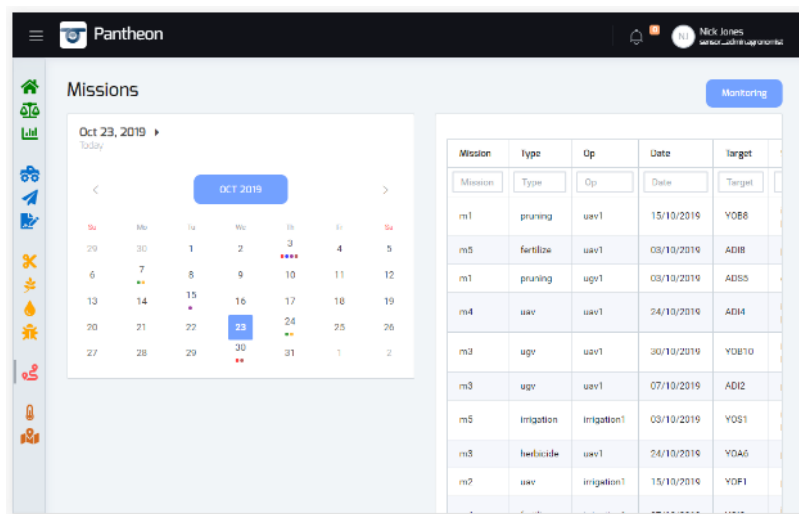 Pantheon
0
NJ
Nick Jones
sensor_admin:agronomist
Missions
Monitoring
Oct 23, 2019
Today
OCT 2019
Su Mo Tu We Th Fr Sa
29 30 1 2 3 4 5
6 7 8 9 10 11 12
13 14 15 16 17 18 19
20 21 22 23 24 25 26
27 28 29 30 31 1 2
Mission Type Op Date Target
Mission Type Op Date Target
m1 pruning uav1 15/10/2019 YOB8
m5 fertilize uav1 03/10/2019 ADI8
m1 pruning ugv1 03/10/2019 ADS5
m4 uav uav1 24/10/2019 ADI4
m3 ugv uav1 30/10/2019 YOB10
m3 ugv uav1 07/10/2019 ADI2
m5 irrigation irrigation1 03/10/2019 YOS1
m3 herbicide uav1 24/10/2019 YOA6
m2 uav irrigation1 15/10/2019 YOF1